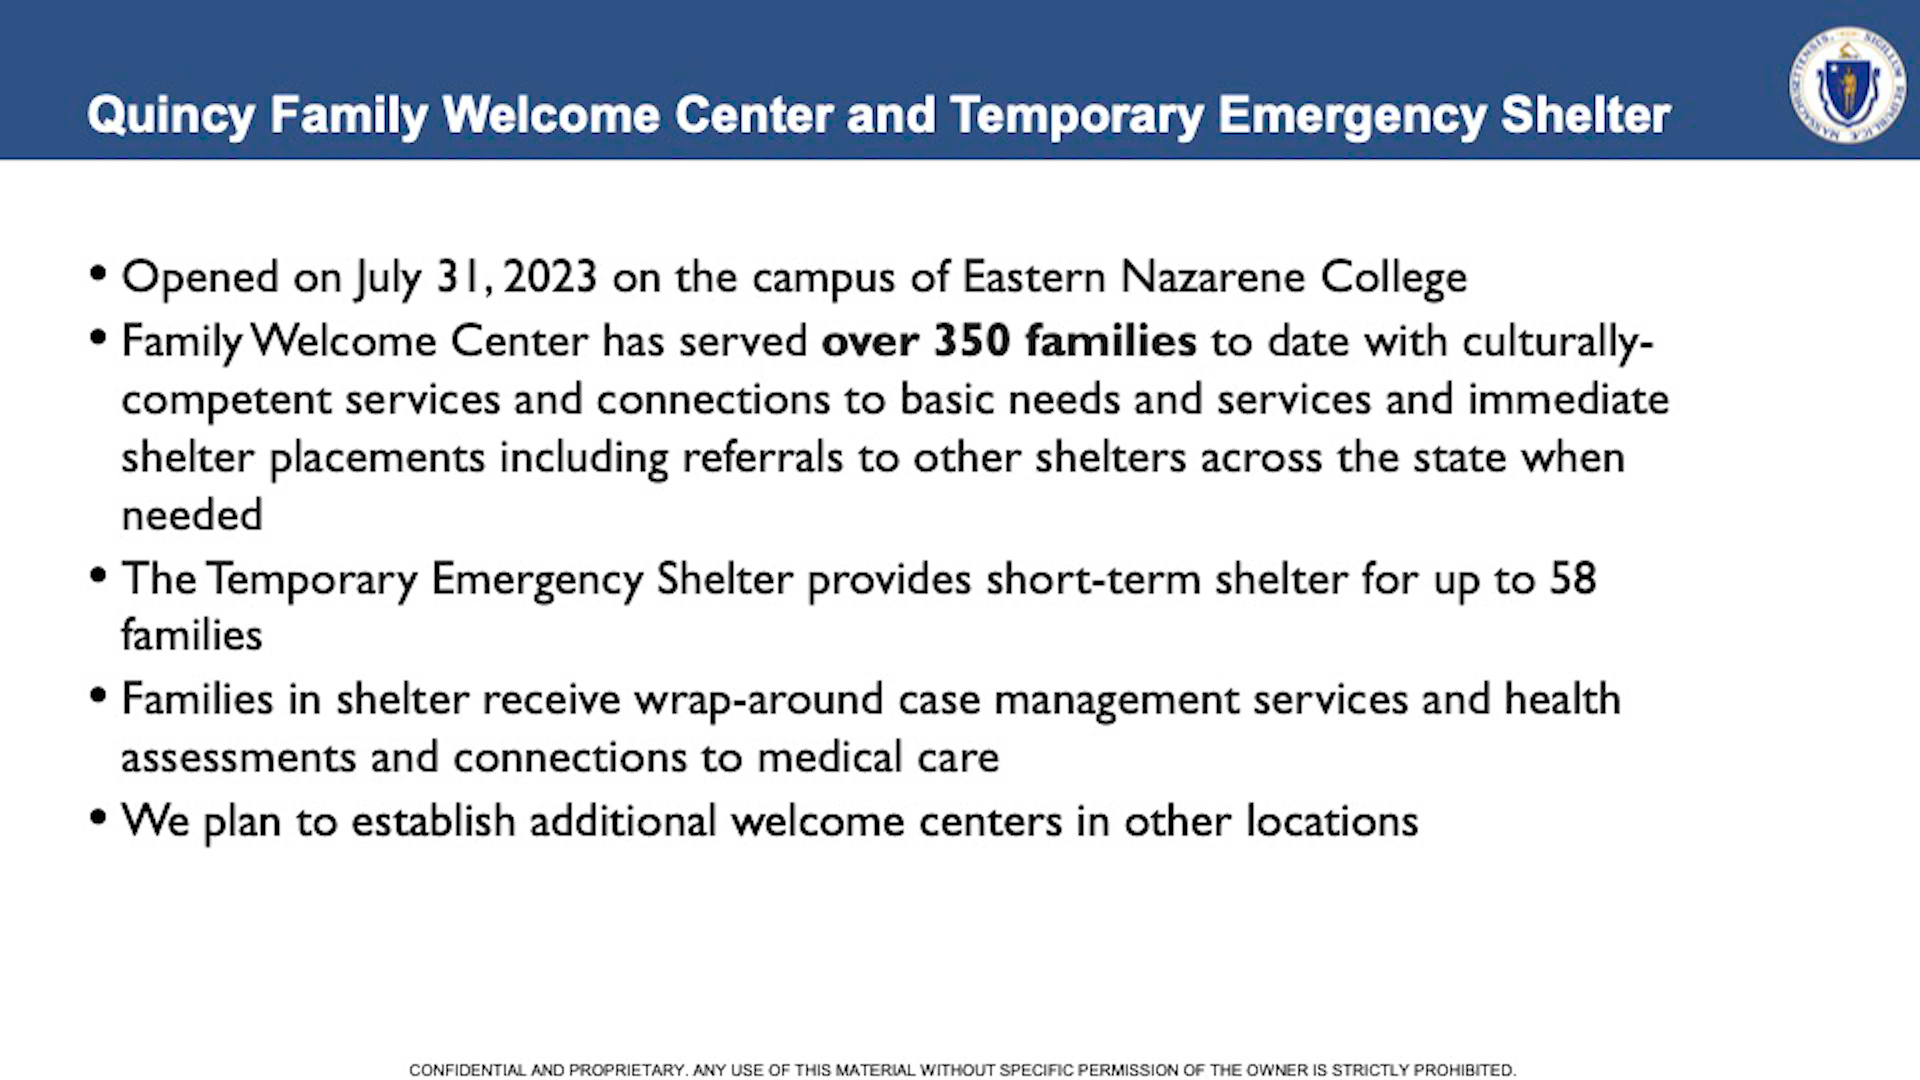 Quincy Family Welcome Center and Temporary Emergency Shelter
• Opened on July 31, 2023 on the campus of Eastern Nazarene College
• Family Welcome Center has served over 350 families to date with culturally-
competent services and connections to basic needs and services and immediate
shelter placements including referrals to other shelters across the state when
needed
• The Temporary Emergency Shelter provides short-term shelter for up to 58
families
• Families in shelter receive wrap-around case management services and health
assessments and connections to medical care
• We plan to establish additional welcome centers in other locations
CONFIDENTIAL AND PROPRIETARY. ANY USE OF THIS MATERIAL WITHOUT SPECIFIC PERMISSION OF THE OWNER IS STRICTLY PROHIBITED.